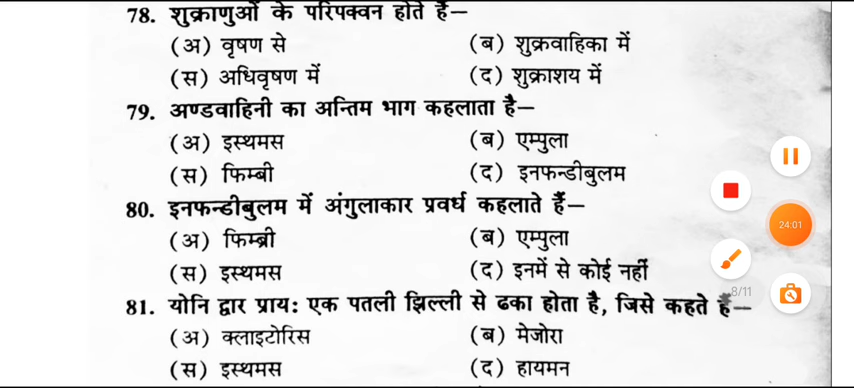 78. शुक्राणुओं के परिपक्वन होते हैं—
(अ) वृषण से (ब) शुक्रवाहिका में
(स) अधिवृषण में (द) शुक्राशय में
79. अण्डवाहिनी का अन्तिम भाग कहलाता है—
(अ) इस्थमस (ब) एम्पुला
(स) फिम्बी (द) इनफन्डीबुलम
80. इनफन्डीबुलम में अंगुलाकार प्रवर्ध कहलाते हैं—
(अ) फिम्ब्री (ब) एम्पुला
(स) इस्थमस (द) इनमें से कोई नहीं
81. योनि द्वार प्राय: एक पतली झिल्ली से ढका होता है, जिसे कहते हैं—
(अ) क्लाइटोरिस (ब) मेजोरा
(स) इस्थमस (द) हायमन
24:01
8/11